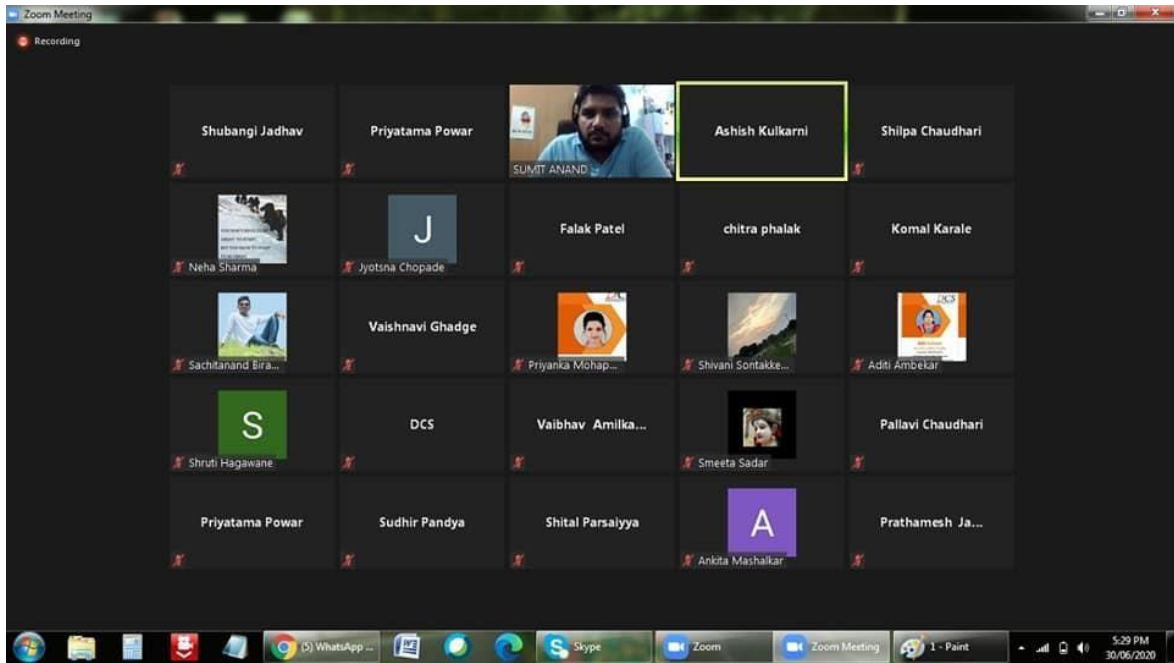 Zoom Meeting
Recording
Shubangi Jadhav
Priyatama Powar
SUMIT ANAND
Ashish Kulkarni
Shilpa Chaudhari
Neha Sharma
J
Jyotsna Chopade
Falak Patel
chitra phalak
Komal Karale
Sachitanand Bira...
Vaishnavi Ghadge
Priyanka Mohap...
Shivani Sontakke...
DCS
Aditi Ambekar
S
Shruti Hagawane
DCS
Vaibhav Amilka...
Smeeta Sadar
Pallavi Chaudhari
Priyatama Powar
Sudhir Pandya
Shital Parsaiyya
A
Ankita Mashalkar
Prathamesh Ja...
(5) WhatsApp ...
Skype
Zoom
Zoom Meeting
1 - Paint
5:29 PM
30/06/2020